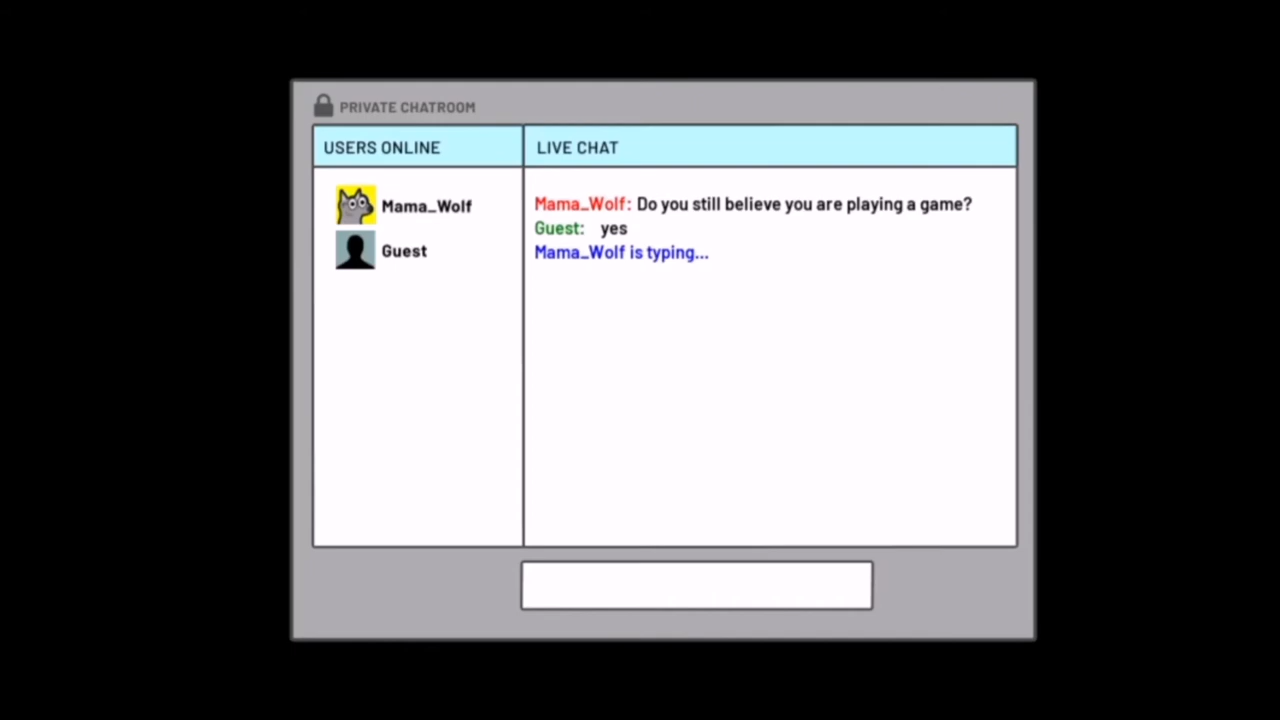 PRIVATE CHATROOM
USERS ONLINE
LIVE CHAT
Mama_Wolf
Guest
Mama_Wolf: Do you still believe you are playing a game?
Guest: yes
Mama_Wolf is typing...